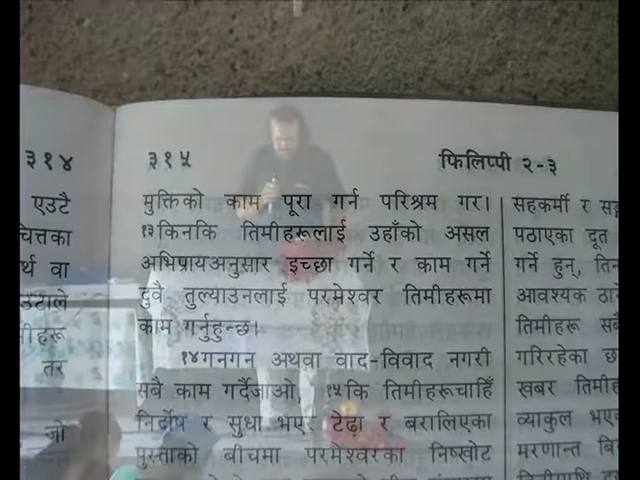 ३१४
एउटै
चित्तका
र्थ वा
तर
जो
३१५
फिलिप्पी २-३
मुक्तिको काम पूरा गर्न परिश्रम गर।
१३किनकि तिमीहरूलाई उहाँको असल
अभिप्रायअनुसार इच्छा गर्ने र काम गर्ने
दुवै तुल्याउनलाई परमेश्वर तिमीहरूमा
काम गर्नुहुन्छ।
१४गनगन अथवा वाद-विवाद नगरी
सबै काम गर्दैजाओ, १५कि तिमीहरूचाहिँ
निर्दोष र सुधा भएर टेढ़ा र बरालिएका
पुस्ताको बीचमा परमेश्वरका निष्खोट
सहकर्मी र
पठाएका दूत
गर्ने हुन्,
आवश्यक
तिमीहरू सबै
गरिरहेका
खबर
व्याकुल
मरणान्त